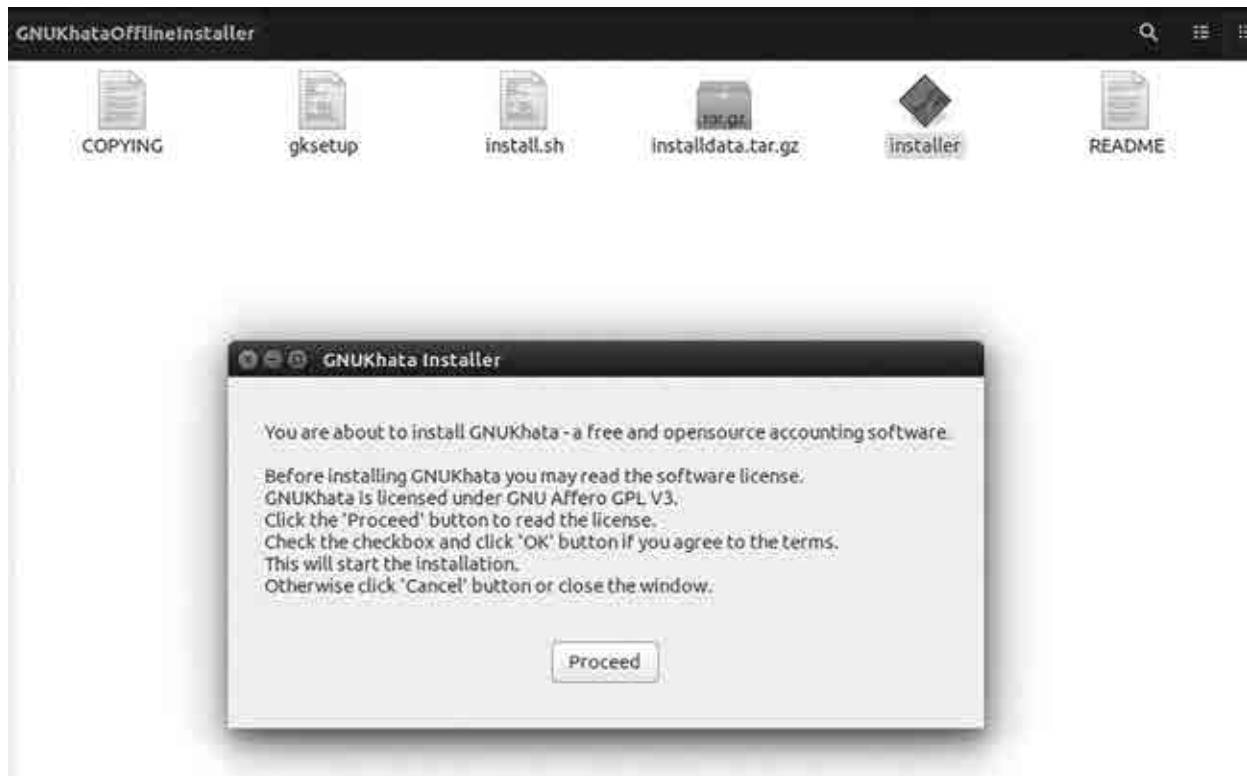 GNUKhataOfflineInstaller
COPYING
gksetup
install.sh
.tar.gz
installdata.tar.gz
installer
README
GNUKhata Installer
You are about to install GNUKhata - a free and opensource accounting software.
Before installing GNUKhata you may read the software license.
GNUKhata is licensed under GNU Affero GPL V3.
Click the 'Proceed' button to read the license.
Check the checkbox and click 'OK' button if you agree to the terms.
This will start the installation.
Otherwise click 'Cancel' button or close the window.
Proceed